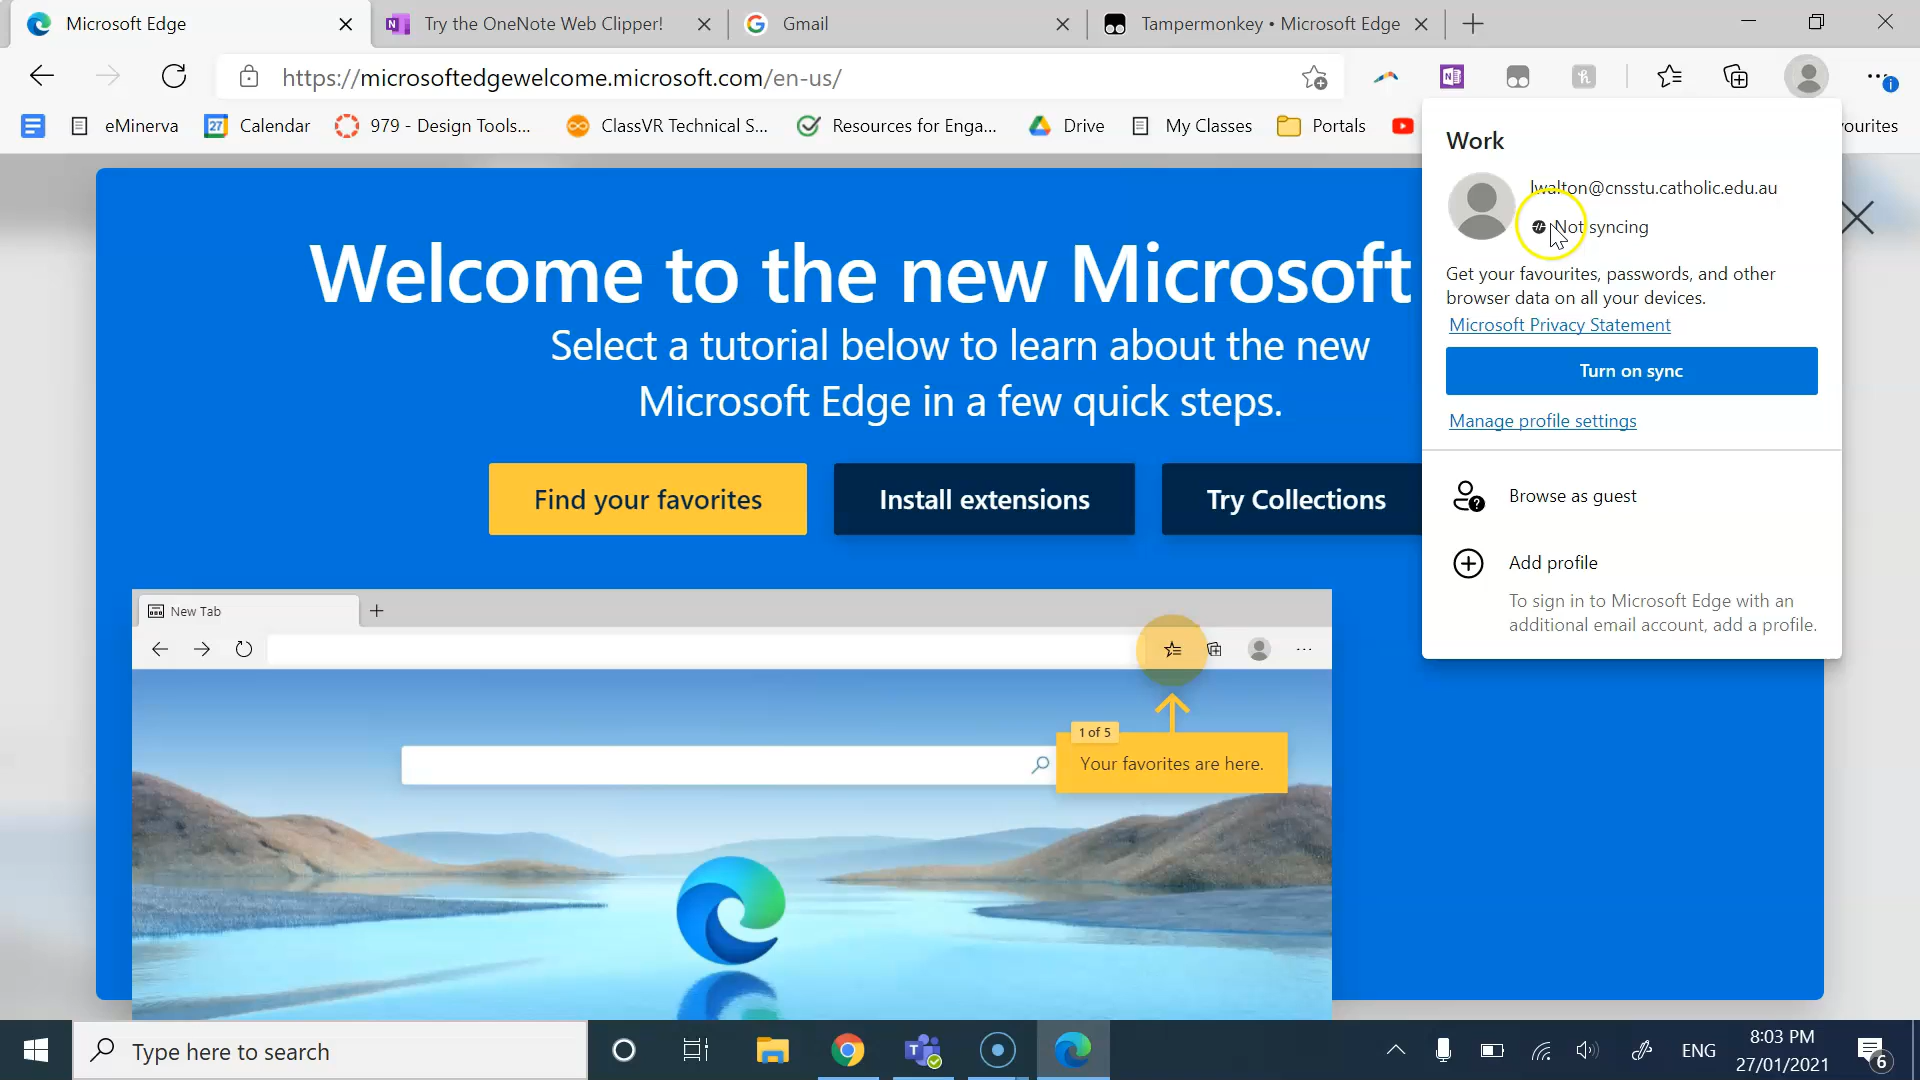 Microsoft Edge
Try the OneNote Web Clipper!
Gmail
Tampermonkey • Microsoft Edge
https://microsoftedgewelcome.microsoft.com/en-us/
eMinerva
27
Calendar
979 - Design Tools...
ClassVR Technical S...
Resources for Enga...
Drive
My Classes
Portals
ourites
Work
lwalton@cnsstu.catholic.edu.au
Not syncing
Get your favourites, passwords, and other
browser data on all your devices.
Microsoft Privacy Statement
Turn on sync
Manage profile settings
Browse as guest
Add profile
To sign in to Microsoft Edge with an
additional email account, add a profile.
Welcome to the new Microsoft
Select a tutorial below to learn about the new
Microsoft Edge in a few quick steps.
Find your favorites
Install extensions
Try Collections
New Tab
1 of 5
Your favorites are here.
Type here to search
ENG
8:03 PM
27/01/2021
6